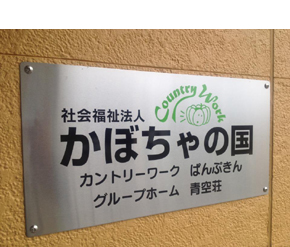 Country Work
社会福祉法人
かぼちゃの国
カントリーワーク ぱんぷきん
グループホーム 青空荘